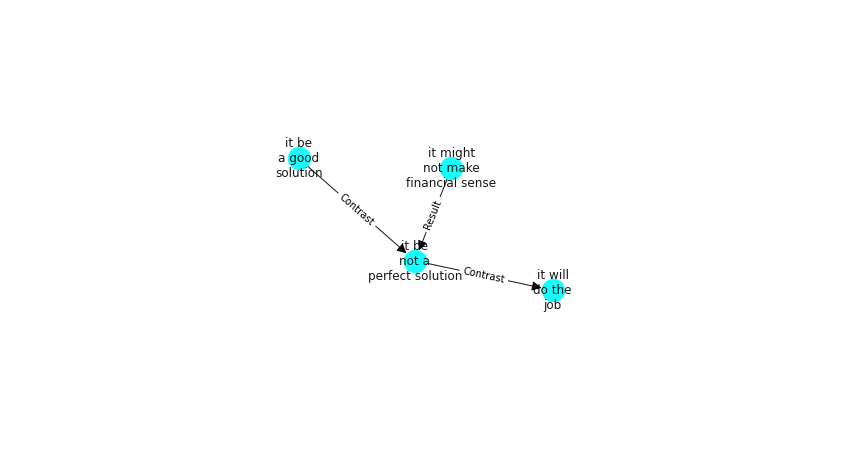 it be
a good
solution
it might
not make
financial sense
Contrast
Result
it be
not a
perfect solution
Contrast
it will
do the
job